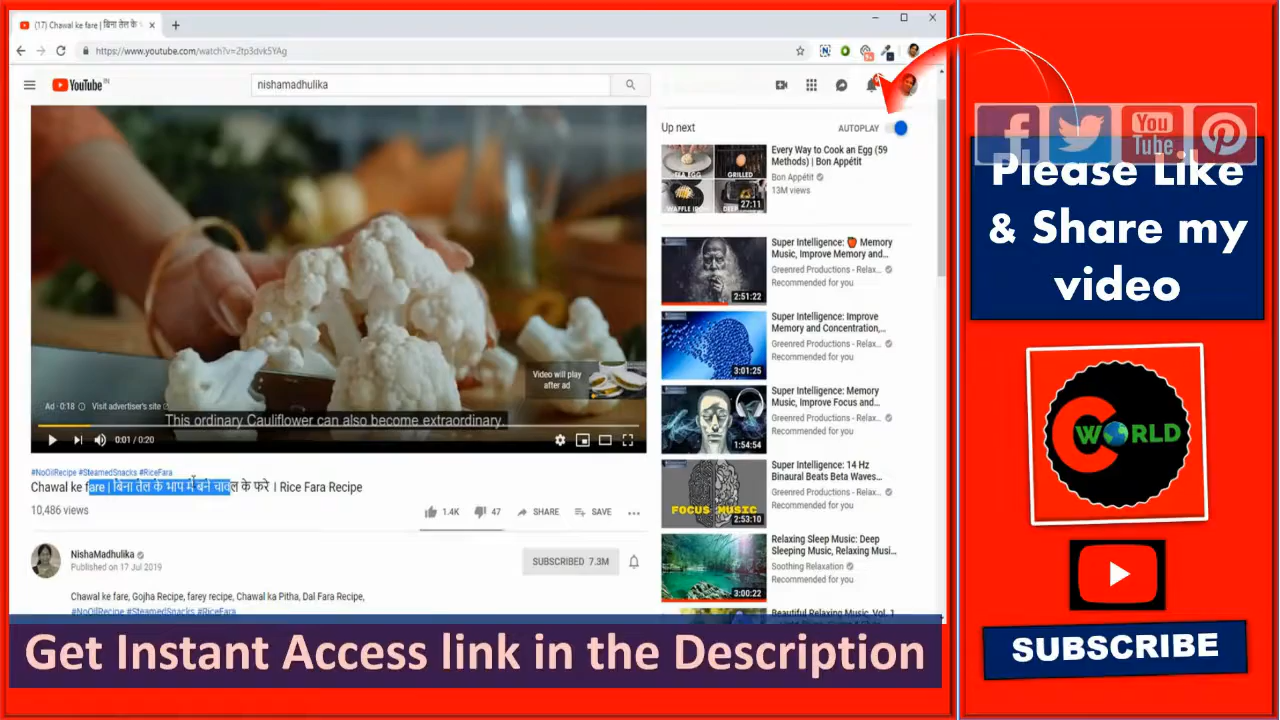 (17) Chawal ke fare | बिना तेल के
https://www.youtube.com/watch?v=2tp3dvk5YAg
YouTube IN
nishamadhulika
Up next
AUTOPLAY
Every Way to Cook an Egg (59
Methods) | Bon Appétit
Bon Appétit
13M views
GRILLED
27:11
Super Intelligence: 🍎 Memory
Music, Improve Memory and...
Greenred Productions - Relax...
Recommended for you
2:51:22
Super Intelligence: Improve
Memory and Concentration,...
Greenred Productions - Relax...
Recommended for you
3:01:25
Super Intelligence: Memory
Music, Improve Focus and...
Greenred Productions - Relax...
Recommended for you
1:54:54
Super Intelligence: 14 Hz
Binaural Beats Beta Waves...
Greenred Productions - Relax...
Recommended for you
FOCUS MUSIC
2:53:10
Relaxing Sleep Music: Deep
Sleeping Music, Relaxing Musi...
Soothing Relaxation
Recommended for you
3:00:22
Beautiful Relaxing Music, Vol. 1
Video will play
after ad
Ad · 0:18
Visit advertiser's site
This ordinary Cauliflower can also become extraordinary.
0:01 / 0:20
#NoOilRecipe #SteamedSnacks #RiceFara
Chawal ke fare | बिना तेल के भाप में बने चावल के फरे । Rice Fara Recipe
10,486 views
1.4K
47
SHARE
SAVE
NishaMadhulika
Published on 17 Jul 2019
SUBSCRIBED 7.3M
Chawal ke fare, Gojha Recipe, farey recipe, Chawal ka Pitha, Dal Fara Recipe,
#NoOilRecipe #SteamedSnacks #RiceFara
Get Instant Access link in the Description
You
Tube
Please Like
& Share my
video
C WORLD
SUBSCRIBE